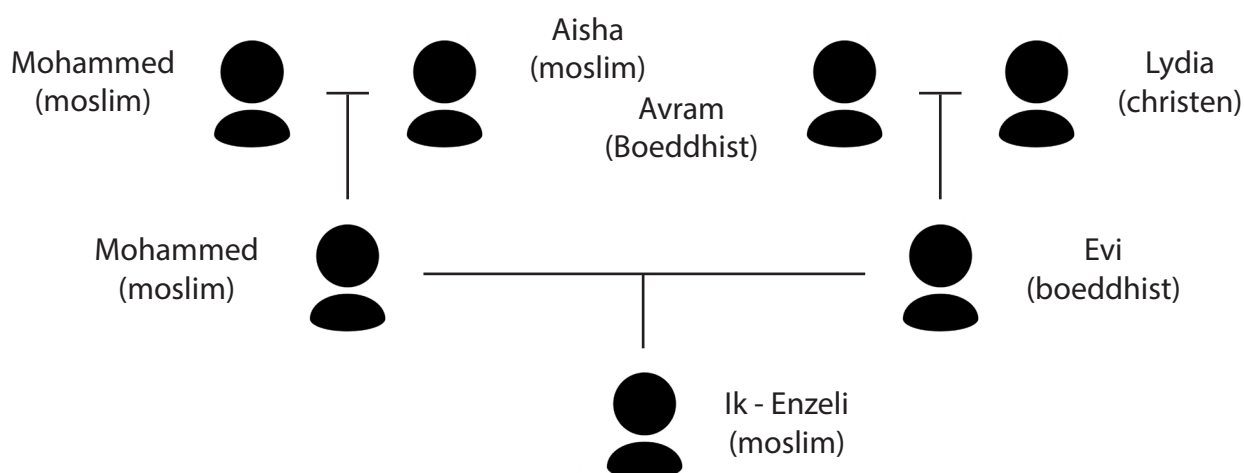 Mohammed
(moslim)
Aisha
(moslim)
Avram
(Boeddhist)
Lydia
(christen)
Mohammed
(moslim)
Evi
(boeddhist)
Ik - Enzeli
(moslim)